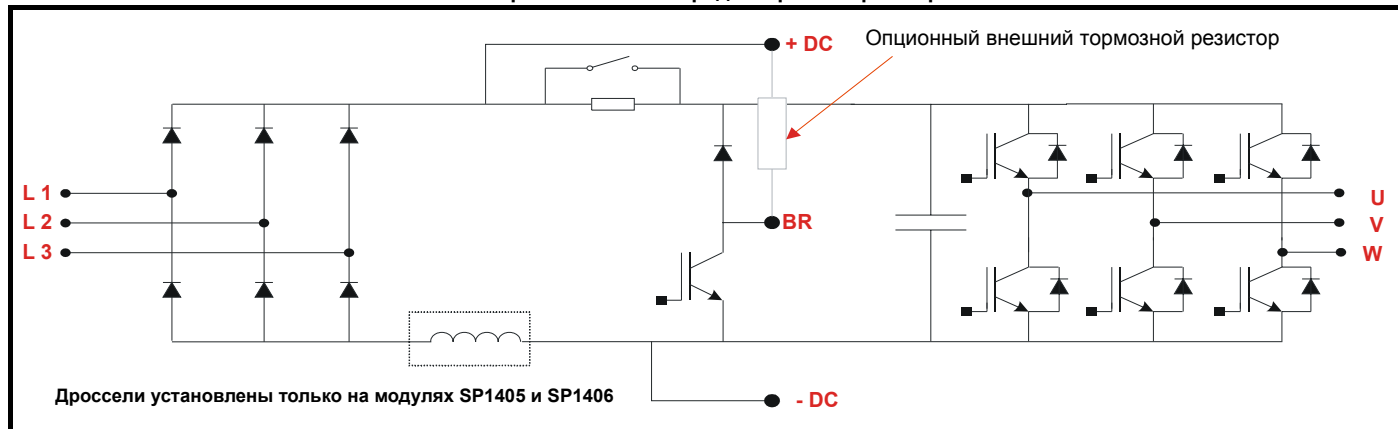 + DC
Опционный внешний тормозной резистор
L 1
L 2
L 3
BR
U
V
W
Дроссели установлены только на модулях SP1405 и SP1406
- DC